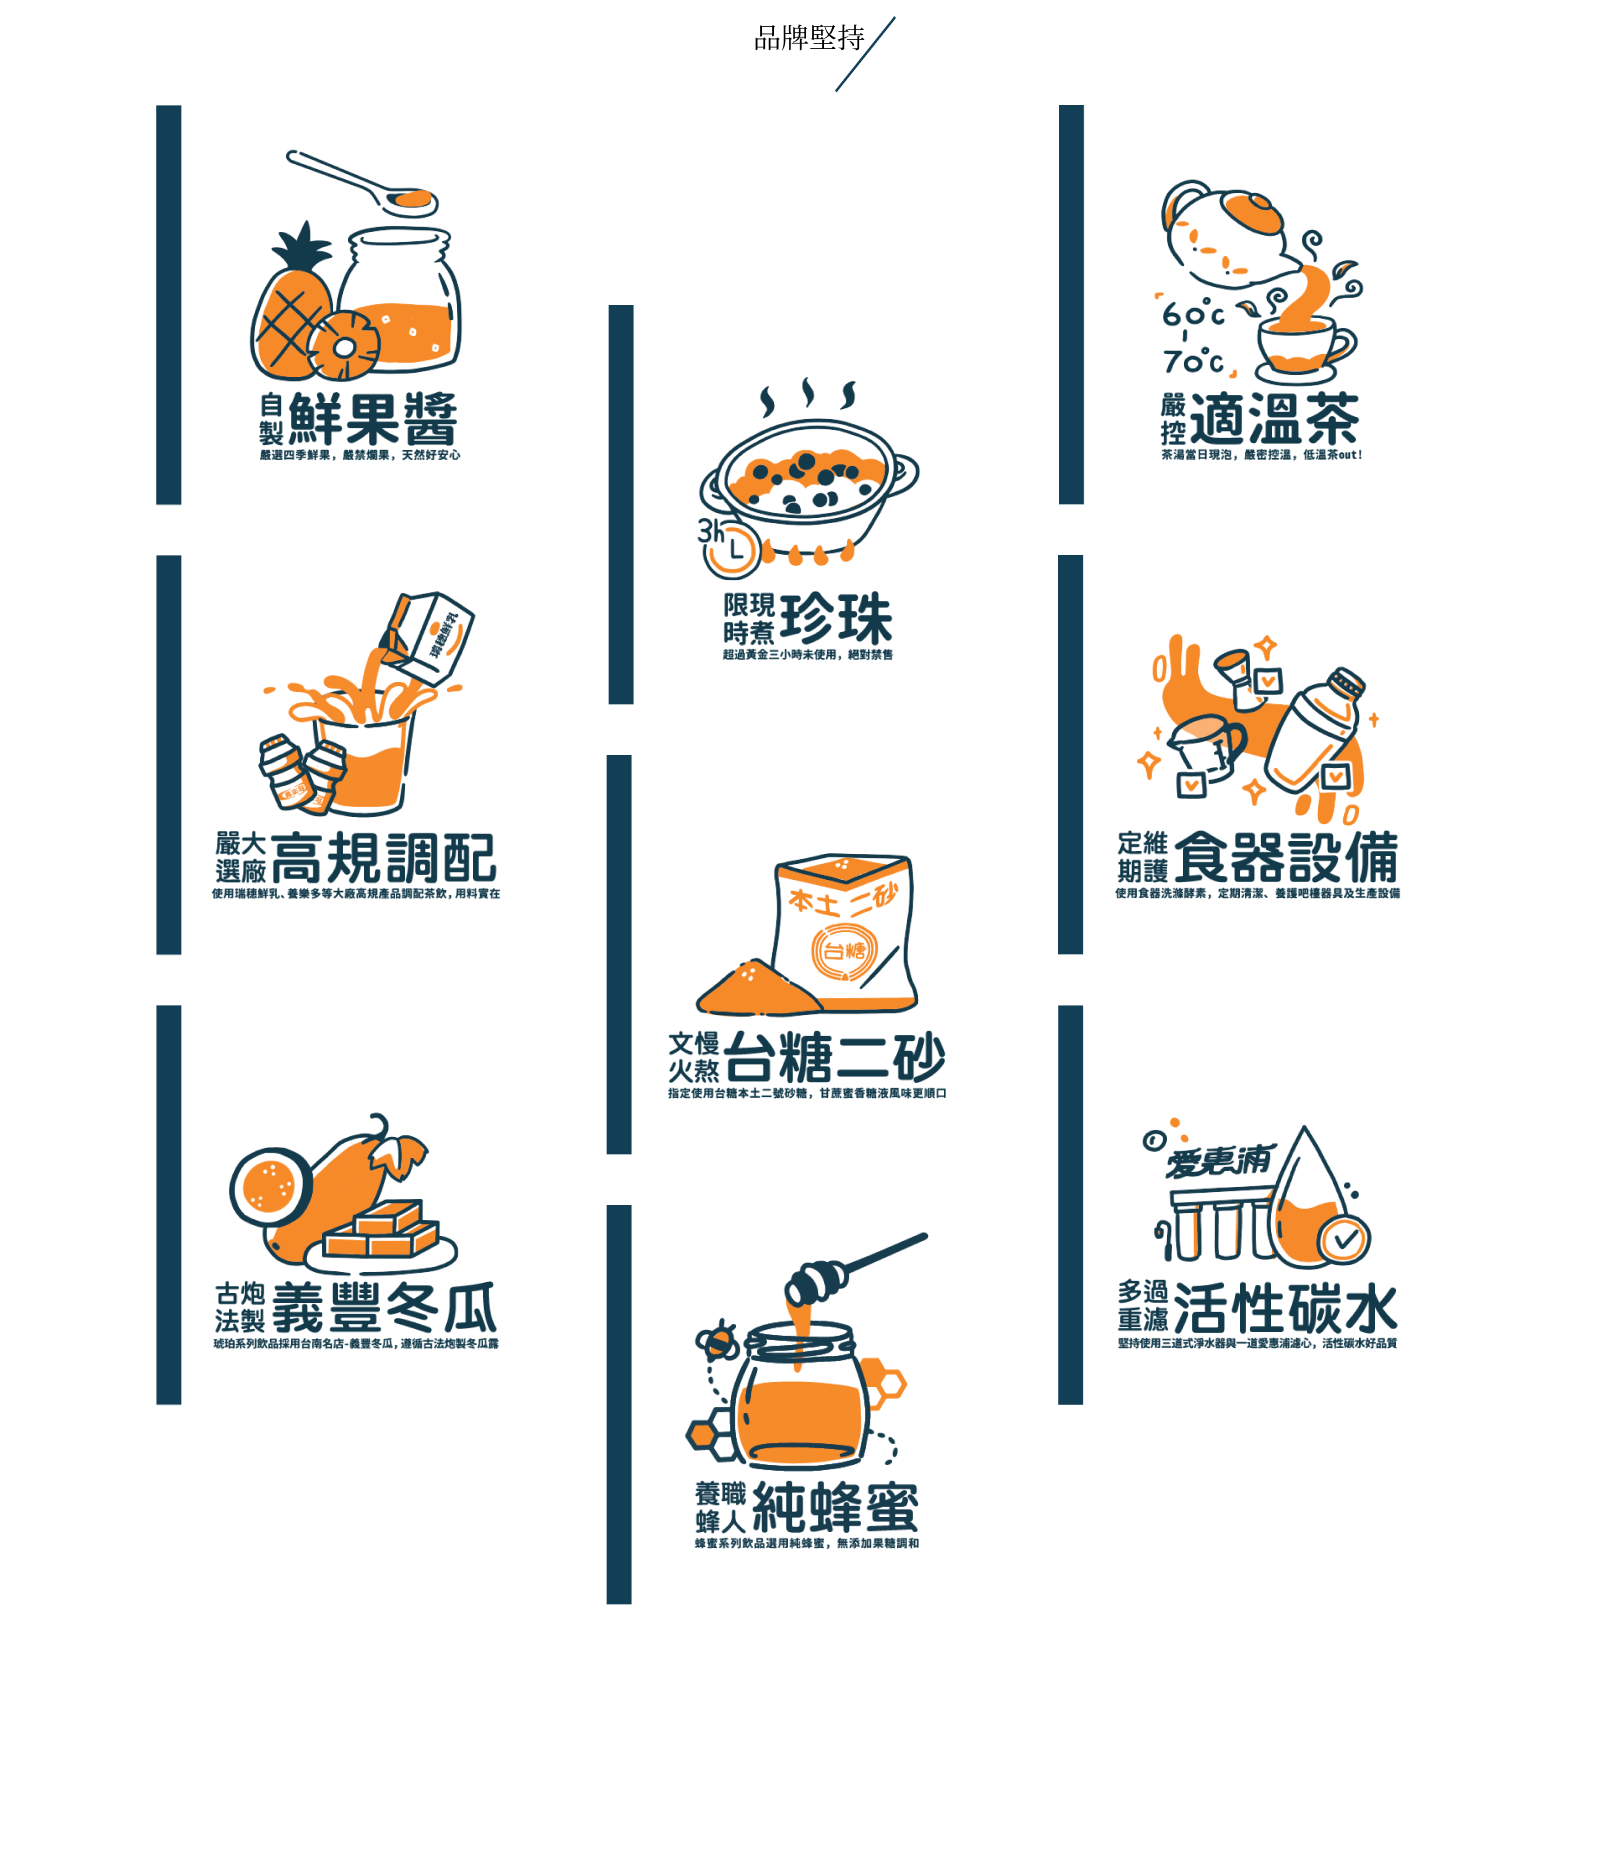 品牌堅持
自製 鮮果醬
嚴選四季鮮果，嚴禁爛果，天然好安心
60°c
70°c
嚴控 適溫茶
茶湯當日現泡，嚴密控溫，低溫茶out!
3h
限時現煮 珍珠
超過黃金三小時未使用，絕對禁售
瑞穗鮮乳
養樂多
嚴選大廠 高規調配
使用瑞穗鮮乳、養樂多等大廠高規產品調配茶飲，用料實在
定期維護 食器設備
使用食器洗滌酵素，定期清潔、養護吧檯器具及生產設備
本土二砂
台糖
文火慢熬 台糖二砂
指定使用台糖本土二號砂糖，甘蔗蜜香糖液風味更順口
古法炮製 義豐冬瓜
琥珀系列飲品採用台南名店-義豐冬瓜，遵循古法炮製冬瓜露
愛惠浦
多重過濾 活性碳水
堅持使用三道式淨水器與一道愛惠浦濾心，活性碳水好品質
養蜂職人 純蜂蜜
蜂蜜系列飲品選用純蜂蜜，無添加果糖調和